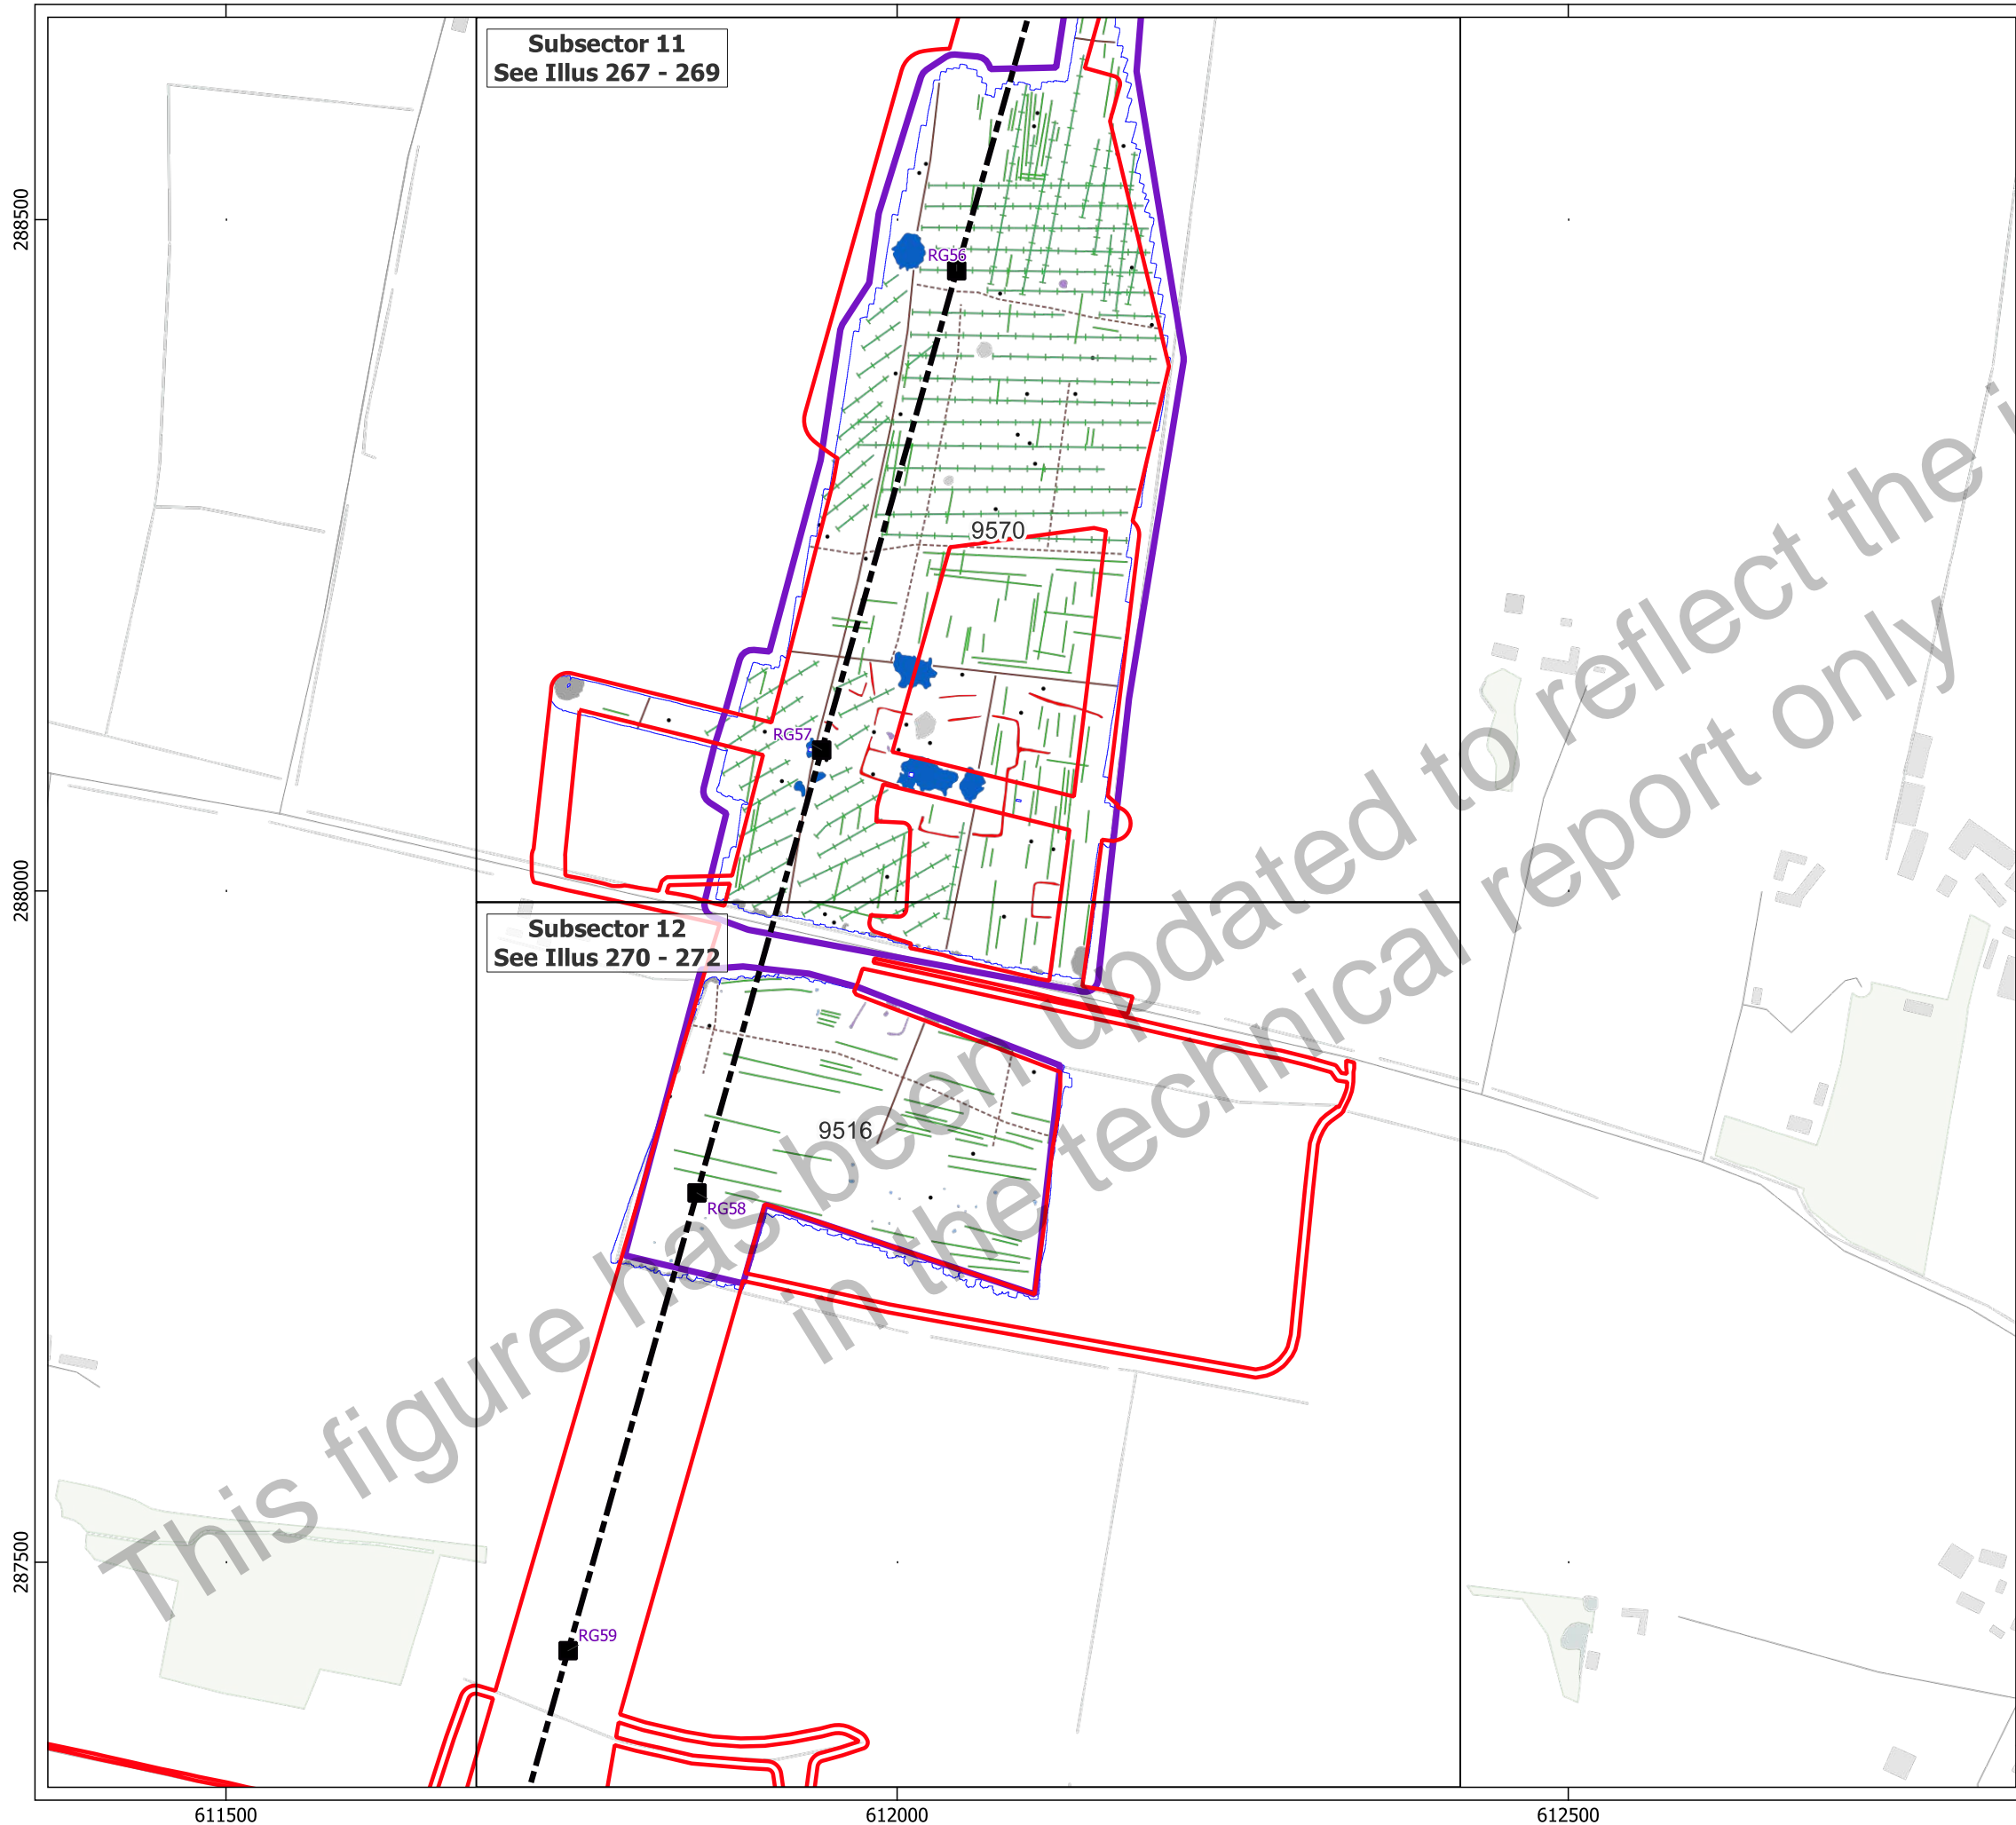 Subsector 11
See Illus 267 - 269
288500
RG56
9570
RG57
288000
Subsector 12
See Illus 270 - 272
9516
RG58
287500
RG59
611500
612000
612500
This figure has been updated to reflect the i
in the technical report only